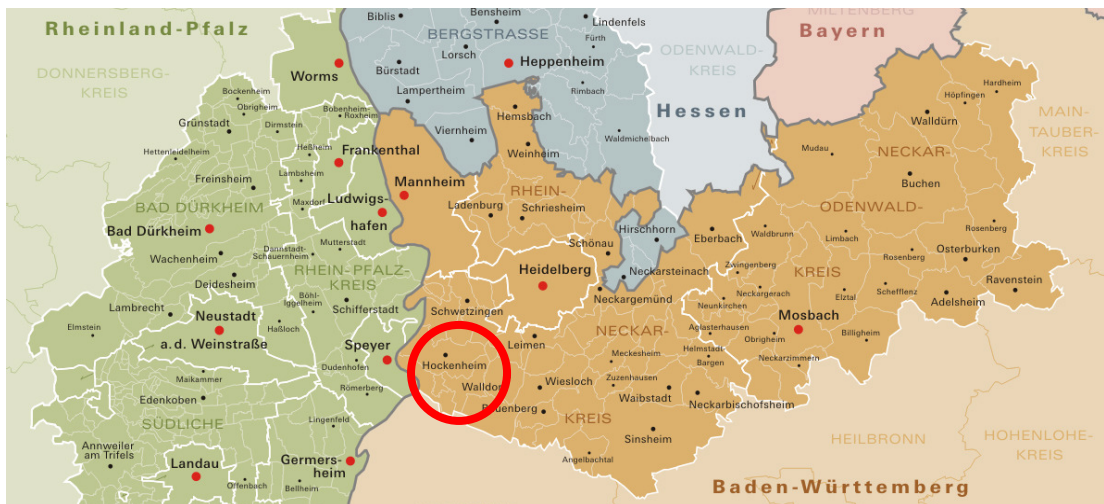 Rheinland-Pfalz
DONNERSBERG-
KREIS
Biblis
Bensheim
Lindenfels
BERGSTRASSE
Fürth
Lorsch
Heppenheim
Bürstadt
Rimbach
Lampertheim
Worms
ODENWALD-
KREIS
MILTENBERG
Bayern
Hessen
Hardheim
Höpfingen
Walldürn
MAIN-
TAUBER-
KREIS
Bockenheim
Obrigheim
Bobenheim-
Roxheim
Grünstadt
Dirmstein
Hemsbach
Viernheim
Waldmichelbach
Weinheim
Mudau
NECKAR-
Hettenleidelheim
Heßheim
Frankenthal
Lambsheim
Freinsheim
Mannheim
RHEIN-
Buchen
Maxdorf
Ludwigs-
hafen
Ladenburg
Schriesheim
ODENWALD-
BAD DÜRKHEIM
Bad Dürkheim
Hirschhorn
Eberbach
Waldbrunn
Limbach
Rosenberg
Mutterstadt
Schönau
Osterburken
Wachenheim
Dannstadt-
Schauernheim
Rosenberg
RHEIN-PFALZ-
KREIS
Heidelberg
Neckarsteinach
Zwingenberg
KREIS
Ravenstein
Deidesheim
Böhl-
Iggelheim
Neckargemünd
Neckargerach
Schefflenz
Neunkirchen
Elztal
Adelsheim
Lambrecht
Schifferstadt
Schwetzingen
Neustadt
a.d. Weinstraße
Haßloch
Mosbach
Elmstein
NECKAR-
Aglasterhausen
Obrigheim
Billigheim
Speyer
Leimen
Helmstadt-
Bargen
Dudenhofen
Hockenheim
Meckesheim
Neckarzimmern
Maikammer
Römerberg
Walldor
Wiesloch
Zuzenhausen
Edenkoben
Waibstadt
Neckarbischofsheim
SÜDLICHE
Lingenfeld
KREIS
Sinsheim
HEILBRONN
HOHENLOHE-
KREIS
Annweiler
am Trifels
Landau
Germers-
heim
Angelbachtal
Offenbach
Bellheim
Baden-Württemberg